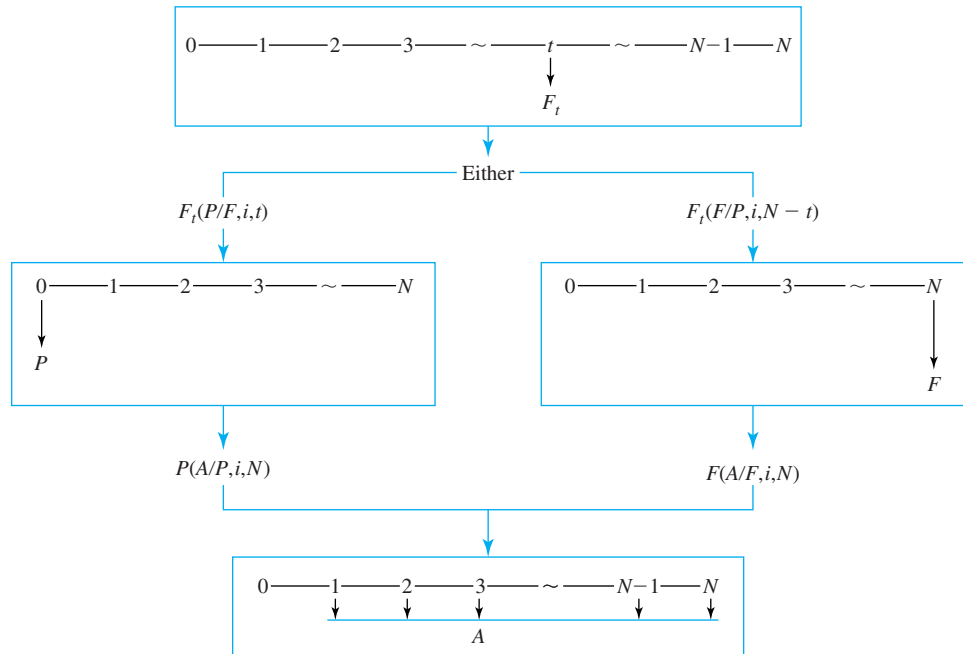 0 1 2 3 ~ t ~ N−1 N
F_t
Either
F_t(P/F,i,t)
F_t(F/P,i,N − t)
0 1 2 3 ~ N
P
0 1 2 3 ~ N
F
P(A/P,i,N)
F(A/F,i,N)
0 1 2 3 ~ N−1 N
A